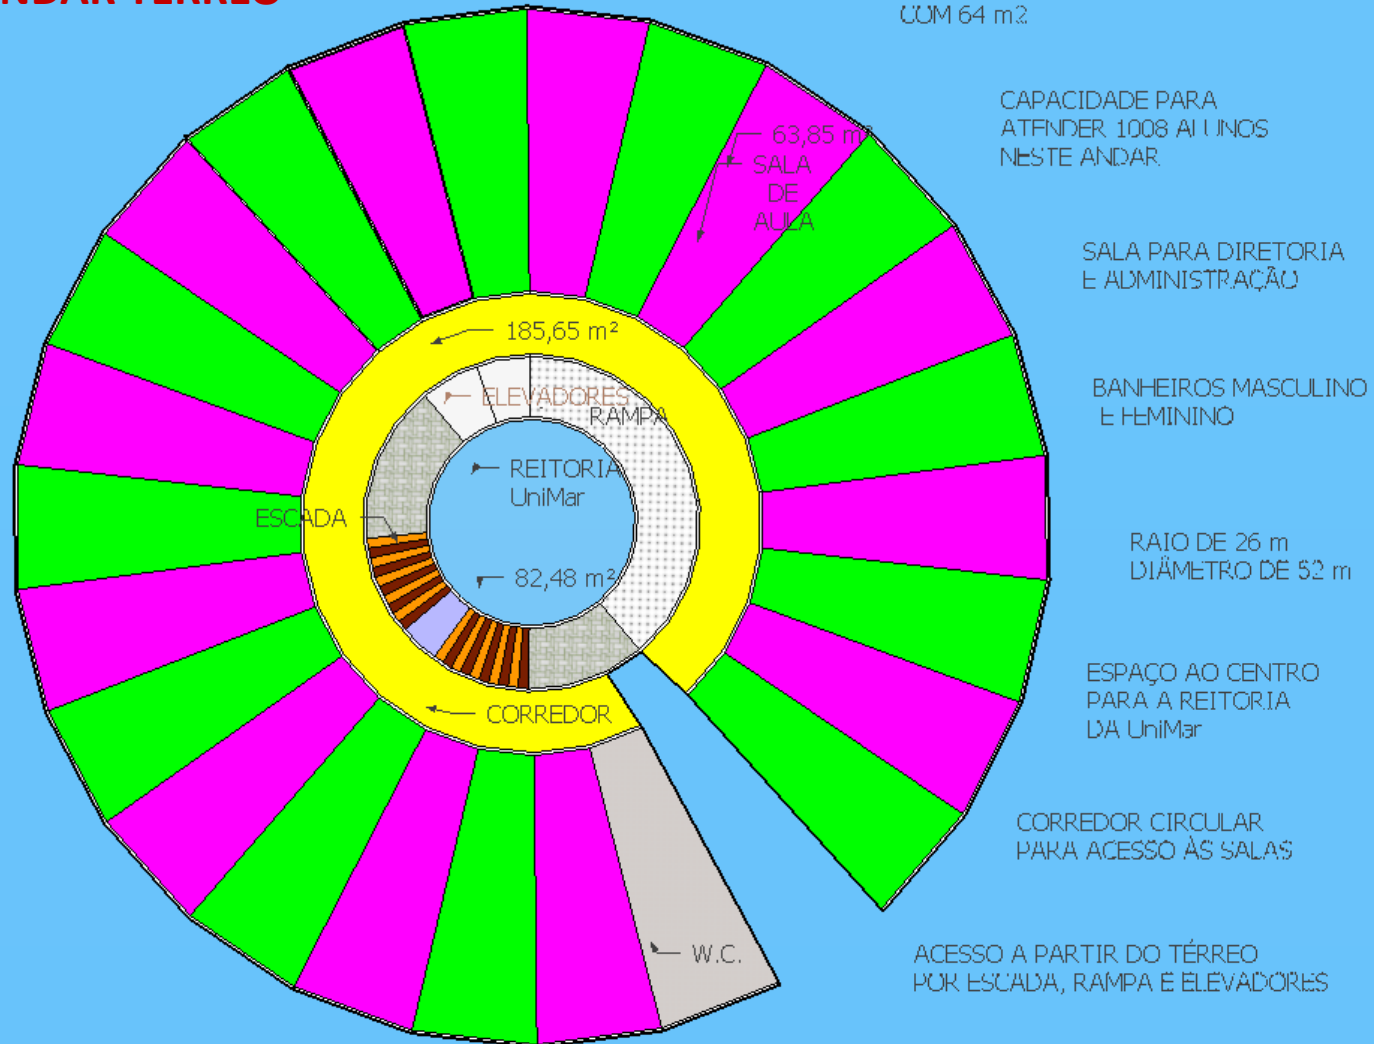 ANDAR TÉRREO
COM 64 m2
CAPACIDADE PARA
ATENDER 1008 ALUNOS
NESTE ANDAR
63,85 m²
SALA
DE
AULA
SALA PARA DIRETORIA
E ADMINISTRAÇÃO
185,65 m²
ELEVADORES
RAMPA
BANHEIROS MASCULINO
E FEMININO
REITORIA
UniMar
ESCADA
82,48 m²
RAIO DE 26 m
DIÂMETRO DE 52 m
ESPAÇO AO CENTRO
PARA A REITORIA
DA UniMar
CORREDOR
CORREDOR CIRCULAR
PARA ACESSO ÀS SALAS
W.C.
ACESSO A PARTIR DO TÉRREO
POR ESCADA, RAMPA E ELEVADORES